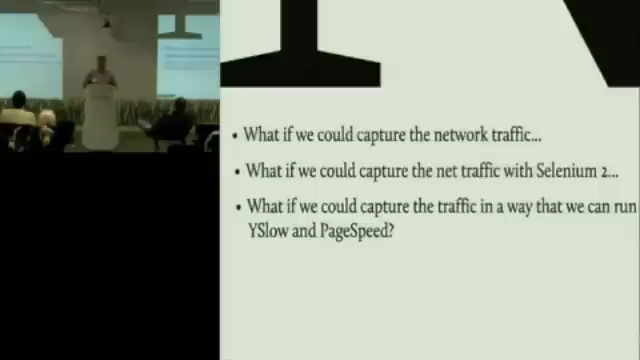 • What if we could capture the network traffic...
• What if we could capture the net traffic with Selenium 2...
• What if we could capture the traffic in a way that we can run
YSlow and PageSpeed?